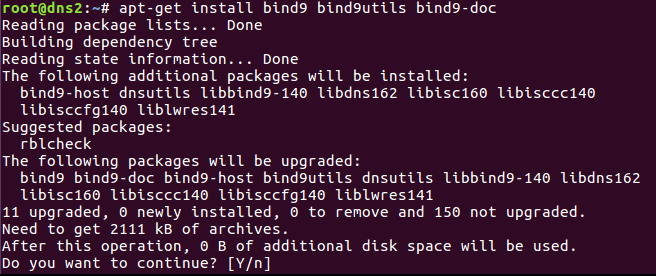 root@dns2:~# apt-get install bind9 bind9utils bind9-doc
Reading package lists... Done
Building dependency tree
Reading state information... Done
The following additional packages will be installed:
  bind9-host dnsutils libbind9-140 libdns162 libisc160 libisccc140
  libisccfg140 liblwres141
Suggested packages:
  rblcheck
The following packages will be upgraded:
  bind9 bind9-doc bind9-host bind9utils dnsutils libbind9-140 libdns162
  libisc160 libisccc140 libisccfg140 liblwres141
11 upgraded, 0 newly installed, 0 to remove and 150 not upgraded.
Need to get 2111 kB of archives.
After this operation, 0 B of additional disk space will be used.
Do you want to continue? [Y/n]